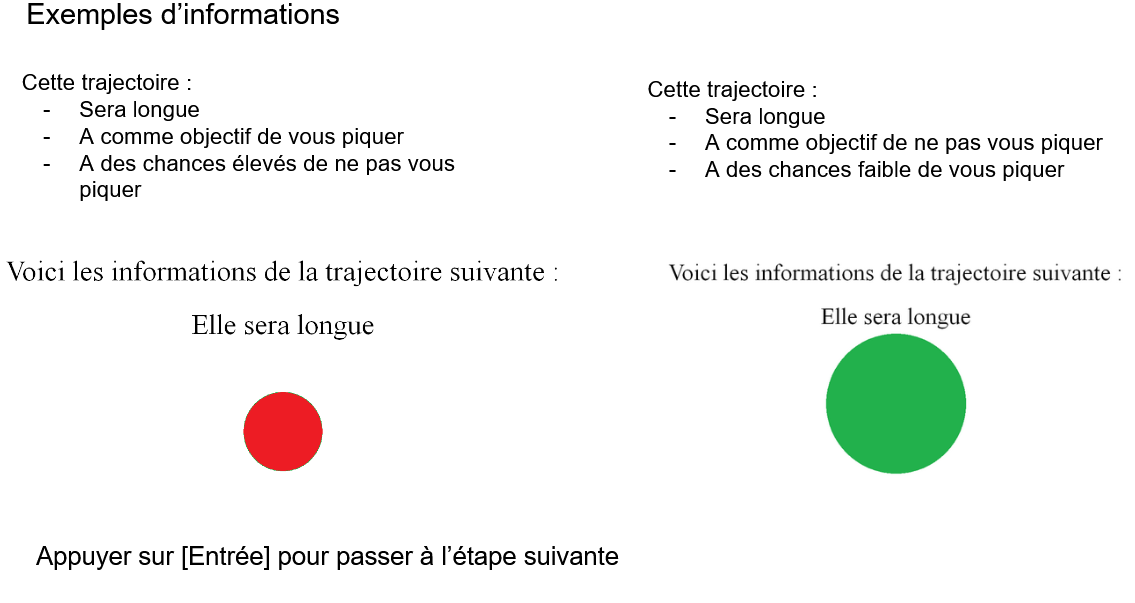 Exemples d’informations
Cette trajectoire :
- Sera longue
- A comme objectif de vous piquer
- A des chances élevés de ne pas vous
piquer
Cette trajectoire :
- Sera longue
- A comme objectif de ne pas vous piquer
- A des chances faible de vous piquer
Voici les informations de la trajectoire suivante :
Elle sera longue
Voici les informations de la trajectoire suivante :
Elle sera longue
Appuyer sur [Entrée] pour passer à l’étape suivante